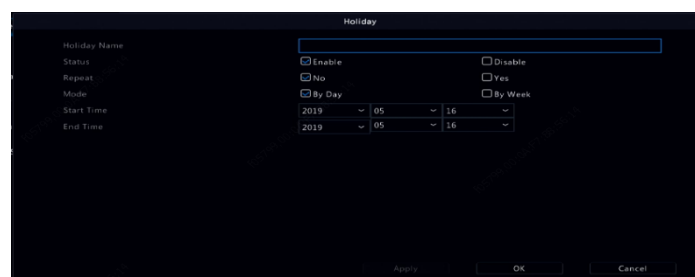 Holiday
Holiday Name
Status Enable Disable
Repeat No Yes
Mode By Day By Week
Start Time 2019 05 16
End Time 2019 05 16
Apply OK Cancel